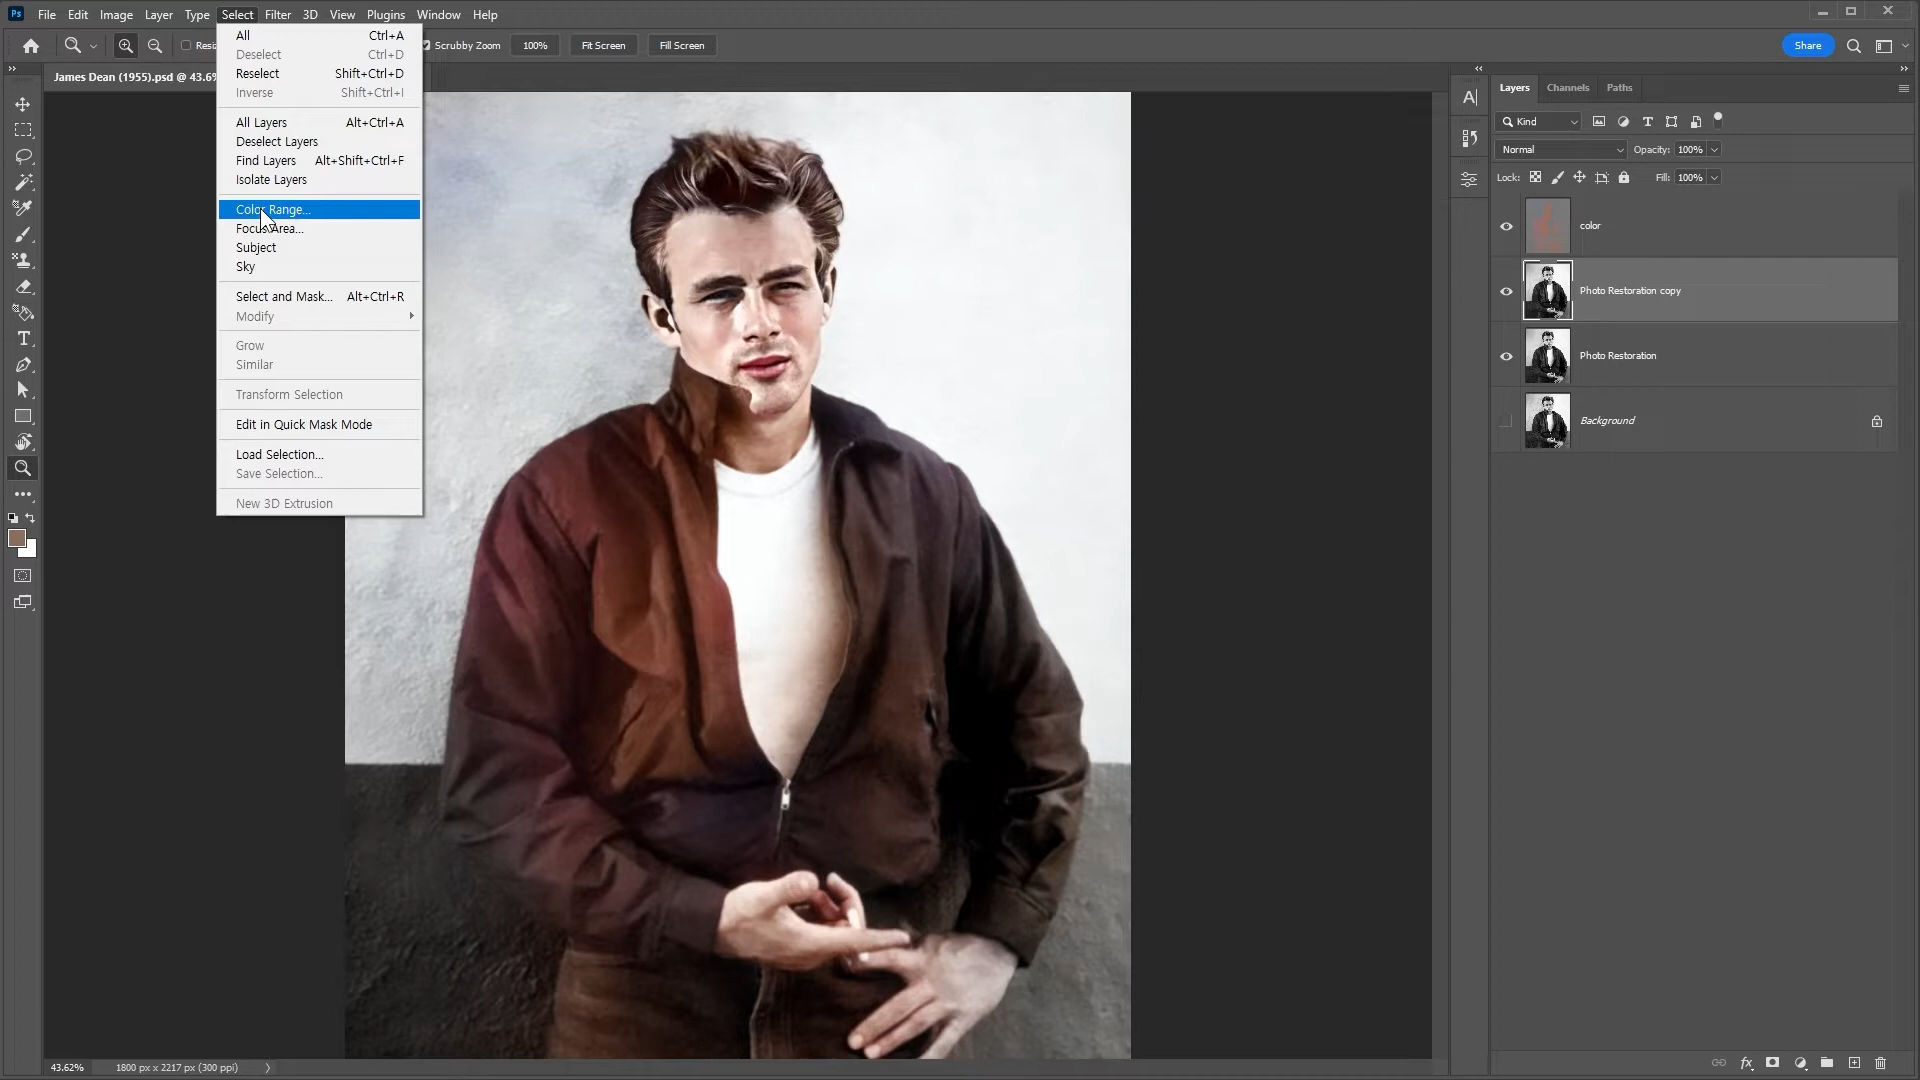 Ps File Edit Image Layer Type Select Filter 3D View Plugins Window Help
Scrubby Zoom 100% Fit Screen Fill Screen Share
James Dean (1955).psd @ 43.6%
All Ctrl+A
Deselect Ctrl+D
Reselect Shift+Ctrl+D
Inverse Shift+Ctrl+I
All Layers Alt+Ctrl+A
Deselect Layers
Find Layers Alt+Shift+Ctrl+F
Isolate Layers
Color Range...
Focus Area...
Subject
Sky
Select and Mask... Alt+Ctrl+R
Modify
Grow
Similar
Transform Selection
Edit in Quick Mask Mode
Load Selection...
Save Selection...
New 3D Extrusion
Layers Channels Paths
Kind
Normal Opacity: 100%
Lock: Fill: 100%
color
Photo Restoration copy
Photo Restoration
Background
43.62% 1800 px x 2217 px (300 ppi)